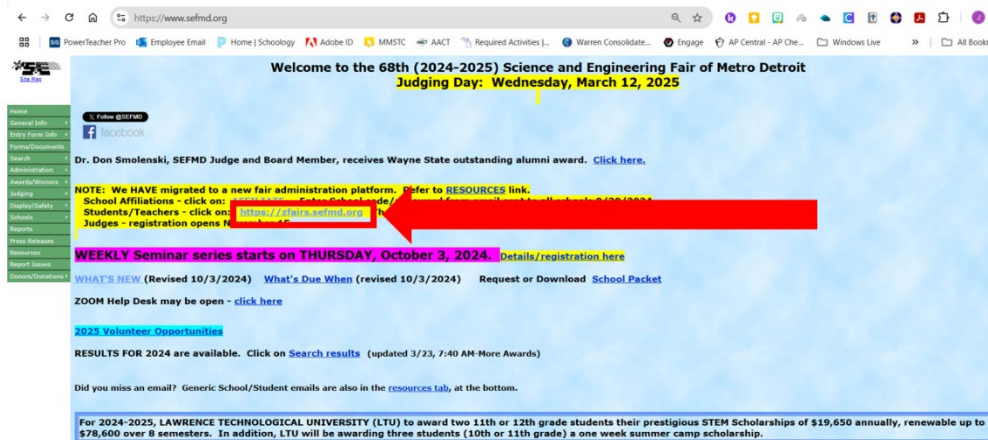 https://www.sefmd.org
PowerTeacher Pro
Employee Email
Home | Schoology
Adobe ID
MMSTC
AACT
Required Activities |...
Warren Consolidate...
Engage
AP Central - AP Che...
Windows Live
»
All Book
Site Map
Welcome to the 68th (2024-2025) Science and Engineering Fair of Metro Detroit
Judging Day: Wednesday, March 12, 2025
Home
General Info
Entry Form Info
Forms/Documents
Search
Administration
Awards/Winners
Judging
Display/Safety
Schools
Reports
Press Releases
Resources
Report Issues
Donors/Donations
X Follow @SEFMD
facebook
Dr. Don Smolenski, SEFMD Judge and Board Member, receives Wayne State outstanding alumni award. Click here.
NOTE: We HAVE migrated to a new fair administration platform. Refer to RESOURCES link.
School Affiliations - click on:
Students/Teachers - click on: https://zfairs.sefmd.org
Judges - registration opens
WEEKLY Seminar series starts on THURSDAY, October 3, 2024. Details/registration here
WHAT'S NEW (Revised 10/3/2024) What's Due When (revised 10/3/2024) Request or Download School Packet
ZOOM Help Desk may be open - click here
2025 Volunteer Opportunities
RESULTS FOR 2024 are available. Click on Search results (updated 3/23, 7:40 AM-More Awards)
Did you miss an email? Generic School/Student emails are also in the resources tab, at the bottom.
For 2024-2025, LAWRENCE TECHNOLOGICAL UNIVERSITY (LTU) to award two 11th or 12th grade students their prestigious STEM Scholarships of $19,650 annually, renewable up to
$78,600 over 8 semesters. In addition, LTU will be awarding three students (10th or 11th grade) a one week summer camp scholarship.